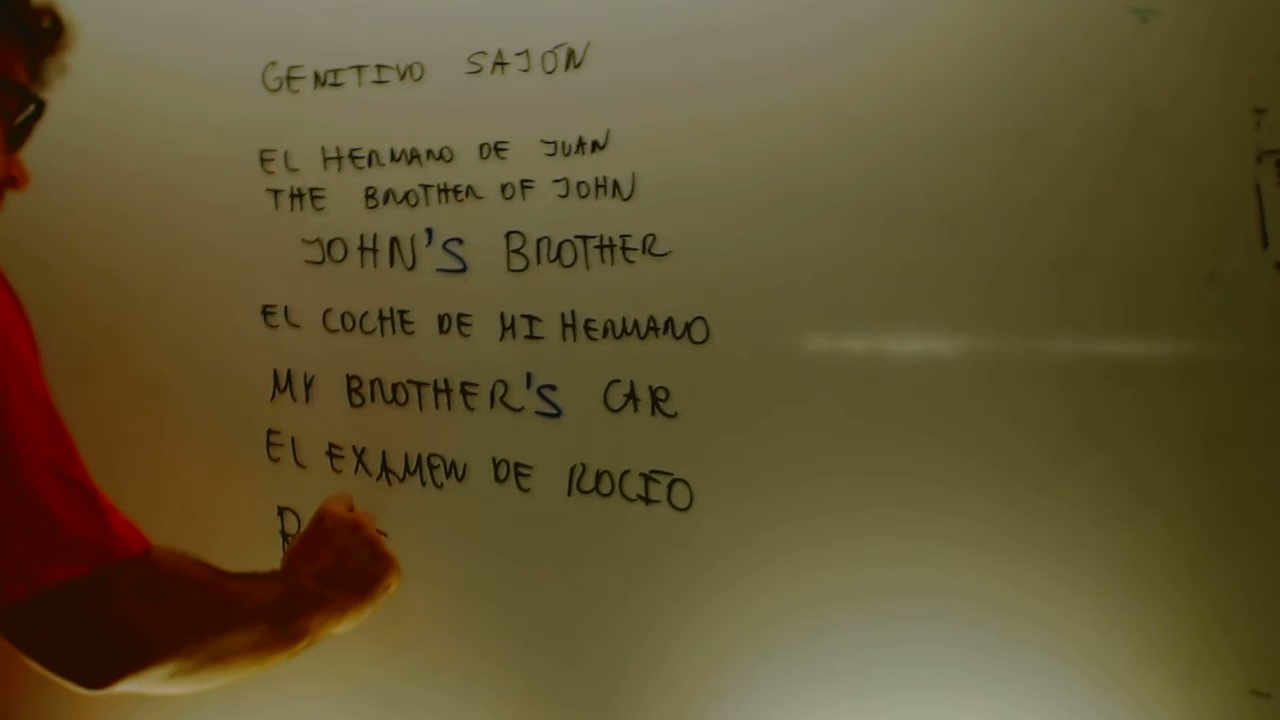 GENITIVO SAJÓN
EL HERMANO DE JUAN
THE BROTHER OF JOHN
JOHN'S BROTHER
EL COCHE DE MI HERMANO
MY BROTHER'S CAR
EL EXAMEN DE ROCÍO